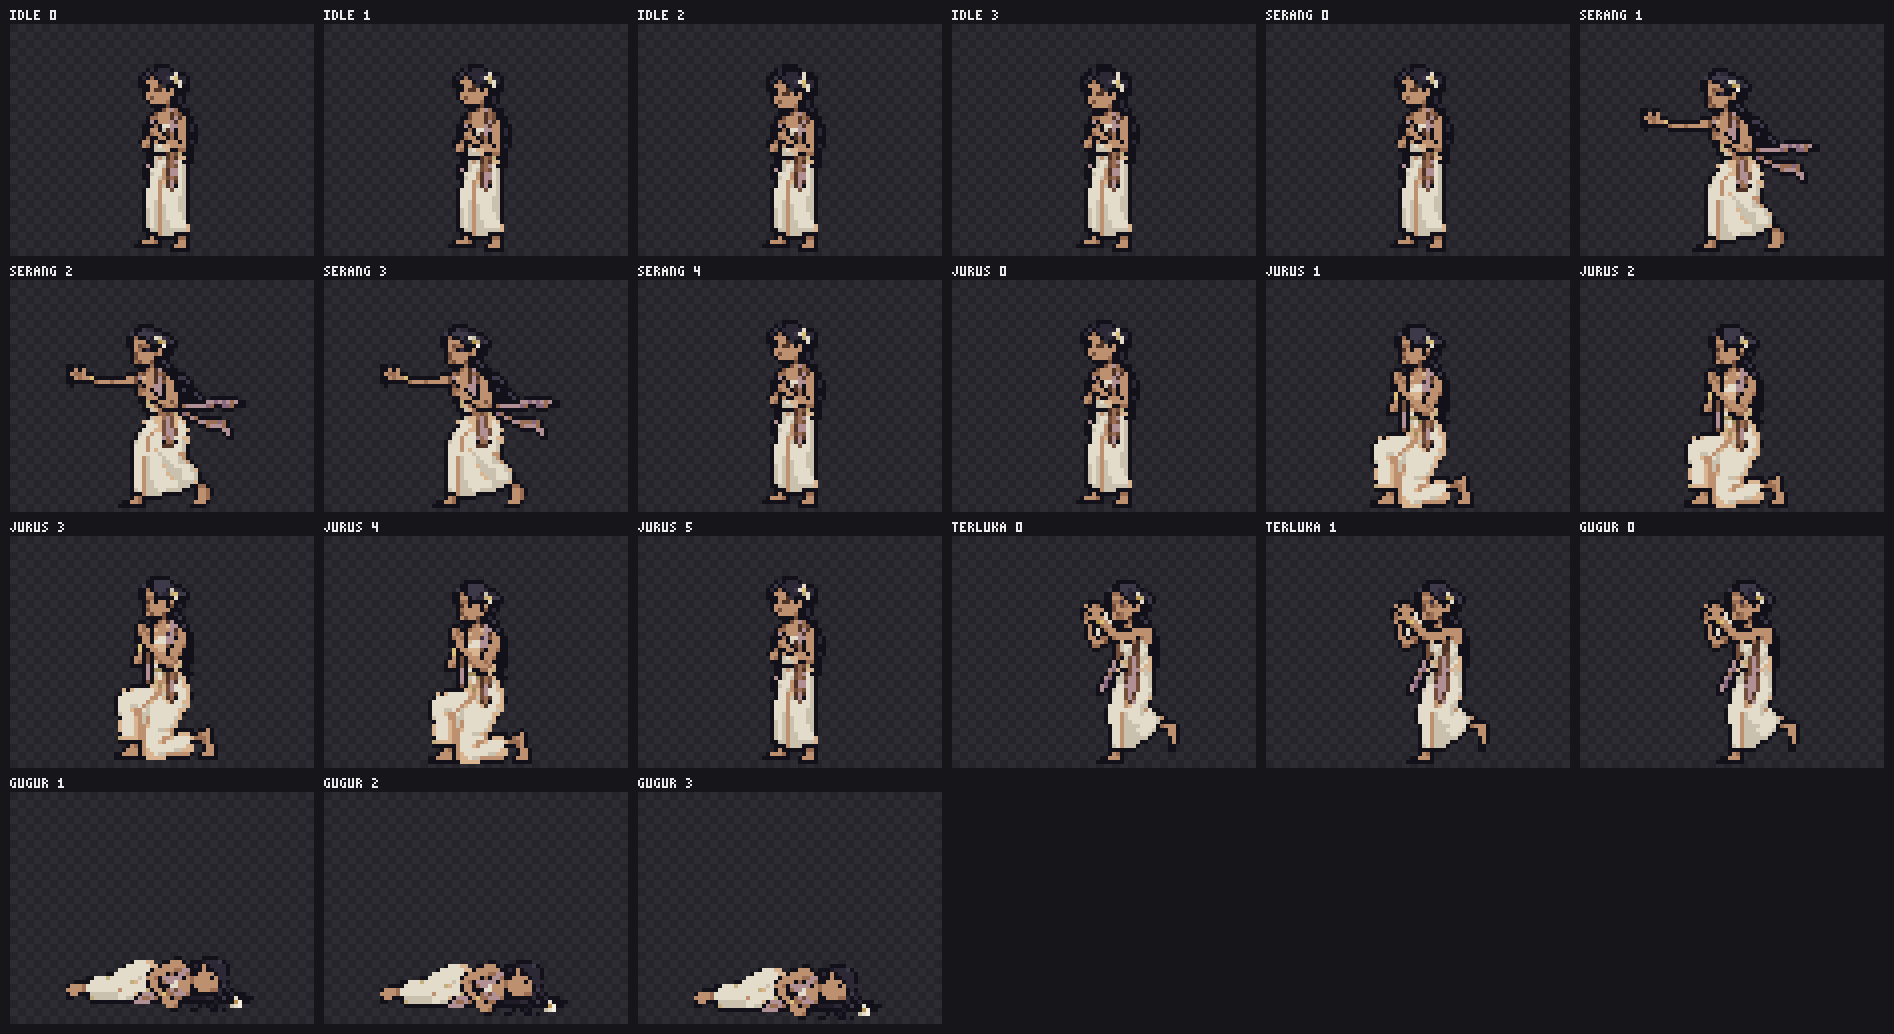 IDLE 0
IDLE 1
IDLE 2
IDLE 3
SERANG 0
SERANG 1
SERANG 2
SERANG 3
SERANG 4
JURUS 0
JURUS 1
JURUS 2
JURUS 3
JURUS 4
JURUS 5
TERLUKA 0
TERLUKA 1
GUGUR 0
GUGUR 1
GUGUR 2
GUGUR 3